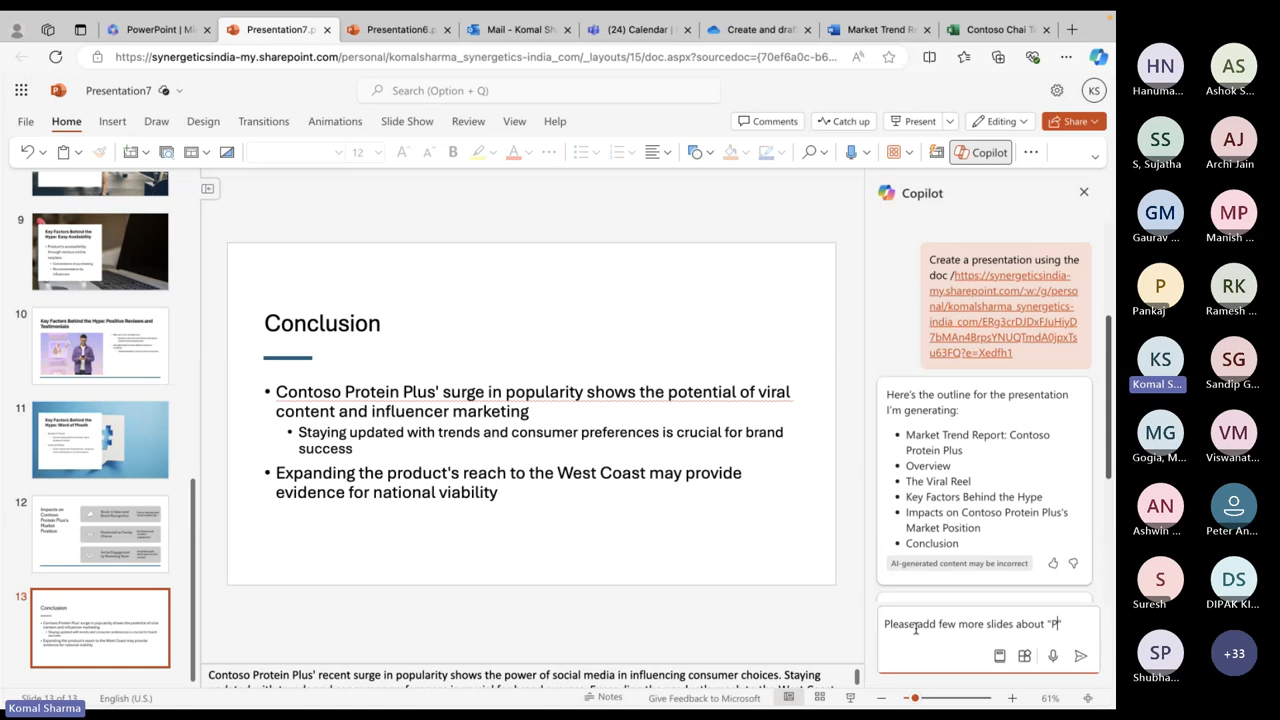 PowerPoint | Mi
Presentation7.p
Presentation6.p
Mail - Komal Sh
(24) Calendar |
Create and draf
Market Trend R
Contoso Chai T
https://synergeticsindia-my.sharepoint.com/personal/komalsharma_synergetics-india_com/_layouts/15/doc.aspx?sourcedoc={70ef6a0c-b6...
Presentation7
Search (Option + Q)
KS
File Home Insert Draw Design Slide Show Transitions Animations Review View Help
Comments Catch up Present Editing Share
12
B
A
Copilot
9
Key Factors Behind the
Hype: Easy Availability
10
Key Factors Behind the Hype: Positive Reviews and
Testimonials
11
Key Factors Behind the
Hype: Word of Mouth
12
Impacts on
Contoso Protein Plus's
Market
Position
13
Conclusion
Conclusion
• Contoso Protein Plus' surge in popularity shows the potential of viral
content and influencer marketing
• Staying updated with trends and consumer preferences is crucial for brand
success
• Expanding the product's reach to the West Coast may provide
evidence for national viability
Contoso Protein Plus' recent surge in popularity shows the power of social media in influencing consumer preferences. Staying
Copilot
Create a presentation using the
doc /https://synergeticsindia-
my.sharepoint.com/:w:/g/perso
nal/komalsharma_synergetics-
india_com/ERg3crDJDxFJuHiyD
7bMAn4BrpsYNUQTmdA0jpxTs
u63FQ?e=Xedfh1
Here's the outline for the presentation
I'm generating:
• Market Trend Report: Contoso
Protein Plus
• Overview
• The Viral Reel
• Key Factors Behind the Hype
• Impacts on Contoso Protein Plus's
Market Position
• Conclusion
AI-generated content may be incorrect
Please add few more slides about "P"
Slide 13 of 13
English (U.S.)
Notes
Give Feedback to Microsoft
61%
Komal Sharma
HN
Hanuma...
AS
Ashok S...
SS
S, Sujatha
AJ
Archi Jain
GM
Gaurav ...
MP
Manish ...
P
Pankaj
RK
Ramesh ...
KS
Komal S...
SG
Sandip G...
MG
Gogia, M...
VM
Viswanat...
AN
Ashwin ...
Peter An...
S
Suresh
DS
DIPAK KI...
SP
Shubha...
+33